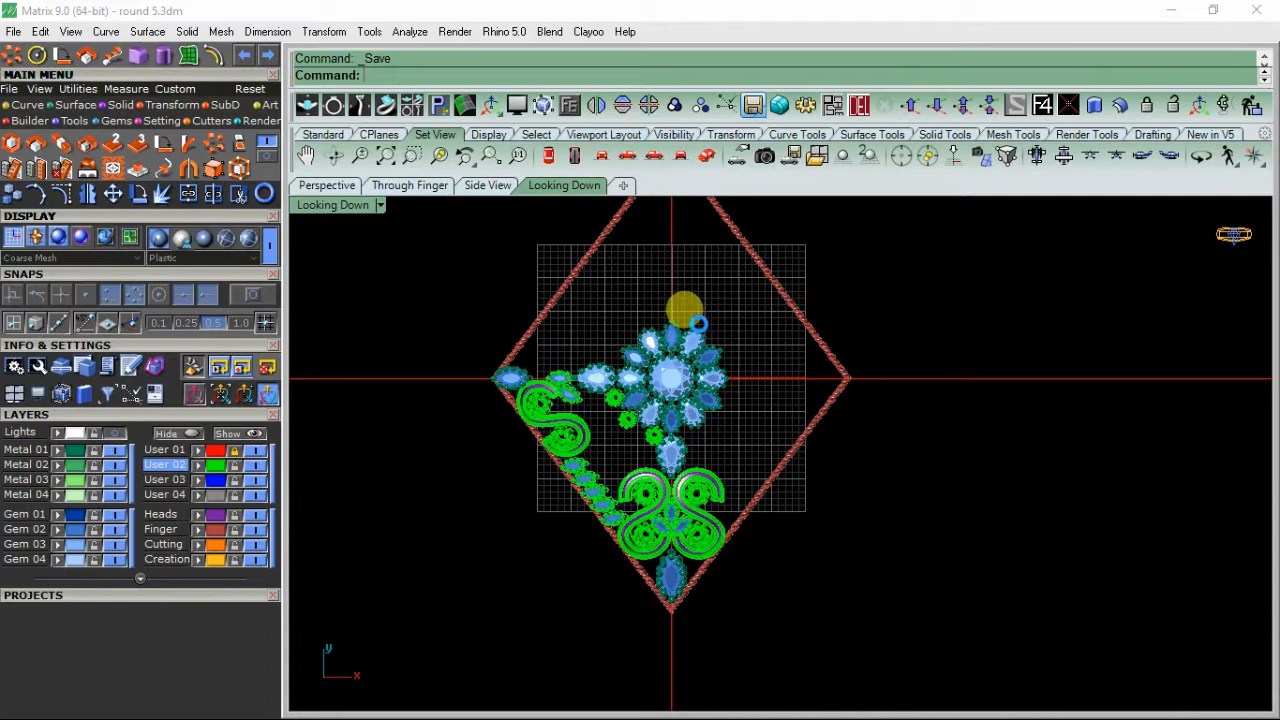 Matrix 9.0 (64-bit) - round 5.3dm
File Edit View Curve Surface Solid Mesh Dimension Transform Tools Analyze Render Rhino 5.0 Blend Clayoo Help
Command: _Save
Command:
MAIN MENU
File View Utilities Measure Custom Reset
Curve Surface Solid Transform SubD Art
Builder Tools Gems Setting Cutters Render
Standard CPlanes Set View Display Select Viewport Layout Visibility Transform Curve Tools Surface Tools Solid Tools Mesh Tools Render Tools Drafting New in V5
Perspective Through Finger Side View Looking Down
Looking Down
DISPLAY
Coarse Mesh Plastic
SNAPS
0.1 0.25 0.5 1.0
INFO & SETTINGS
LAYERS
Lights Hide Show
Metal 01 User 01
Metal 02 User 02
Metal 03 User 03
Metal 04 User 04
Gem 01 Heads
Gem 02 Finger
Gem 03 Cutting
Gem 04 Creation
PROJECTS
F4
y
x